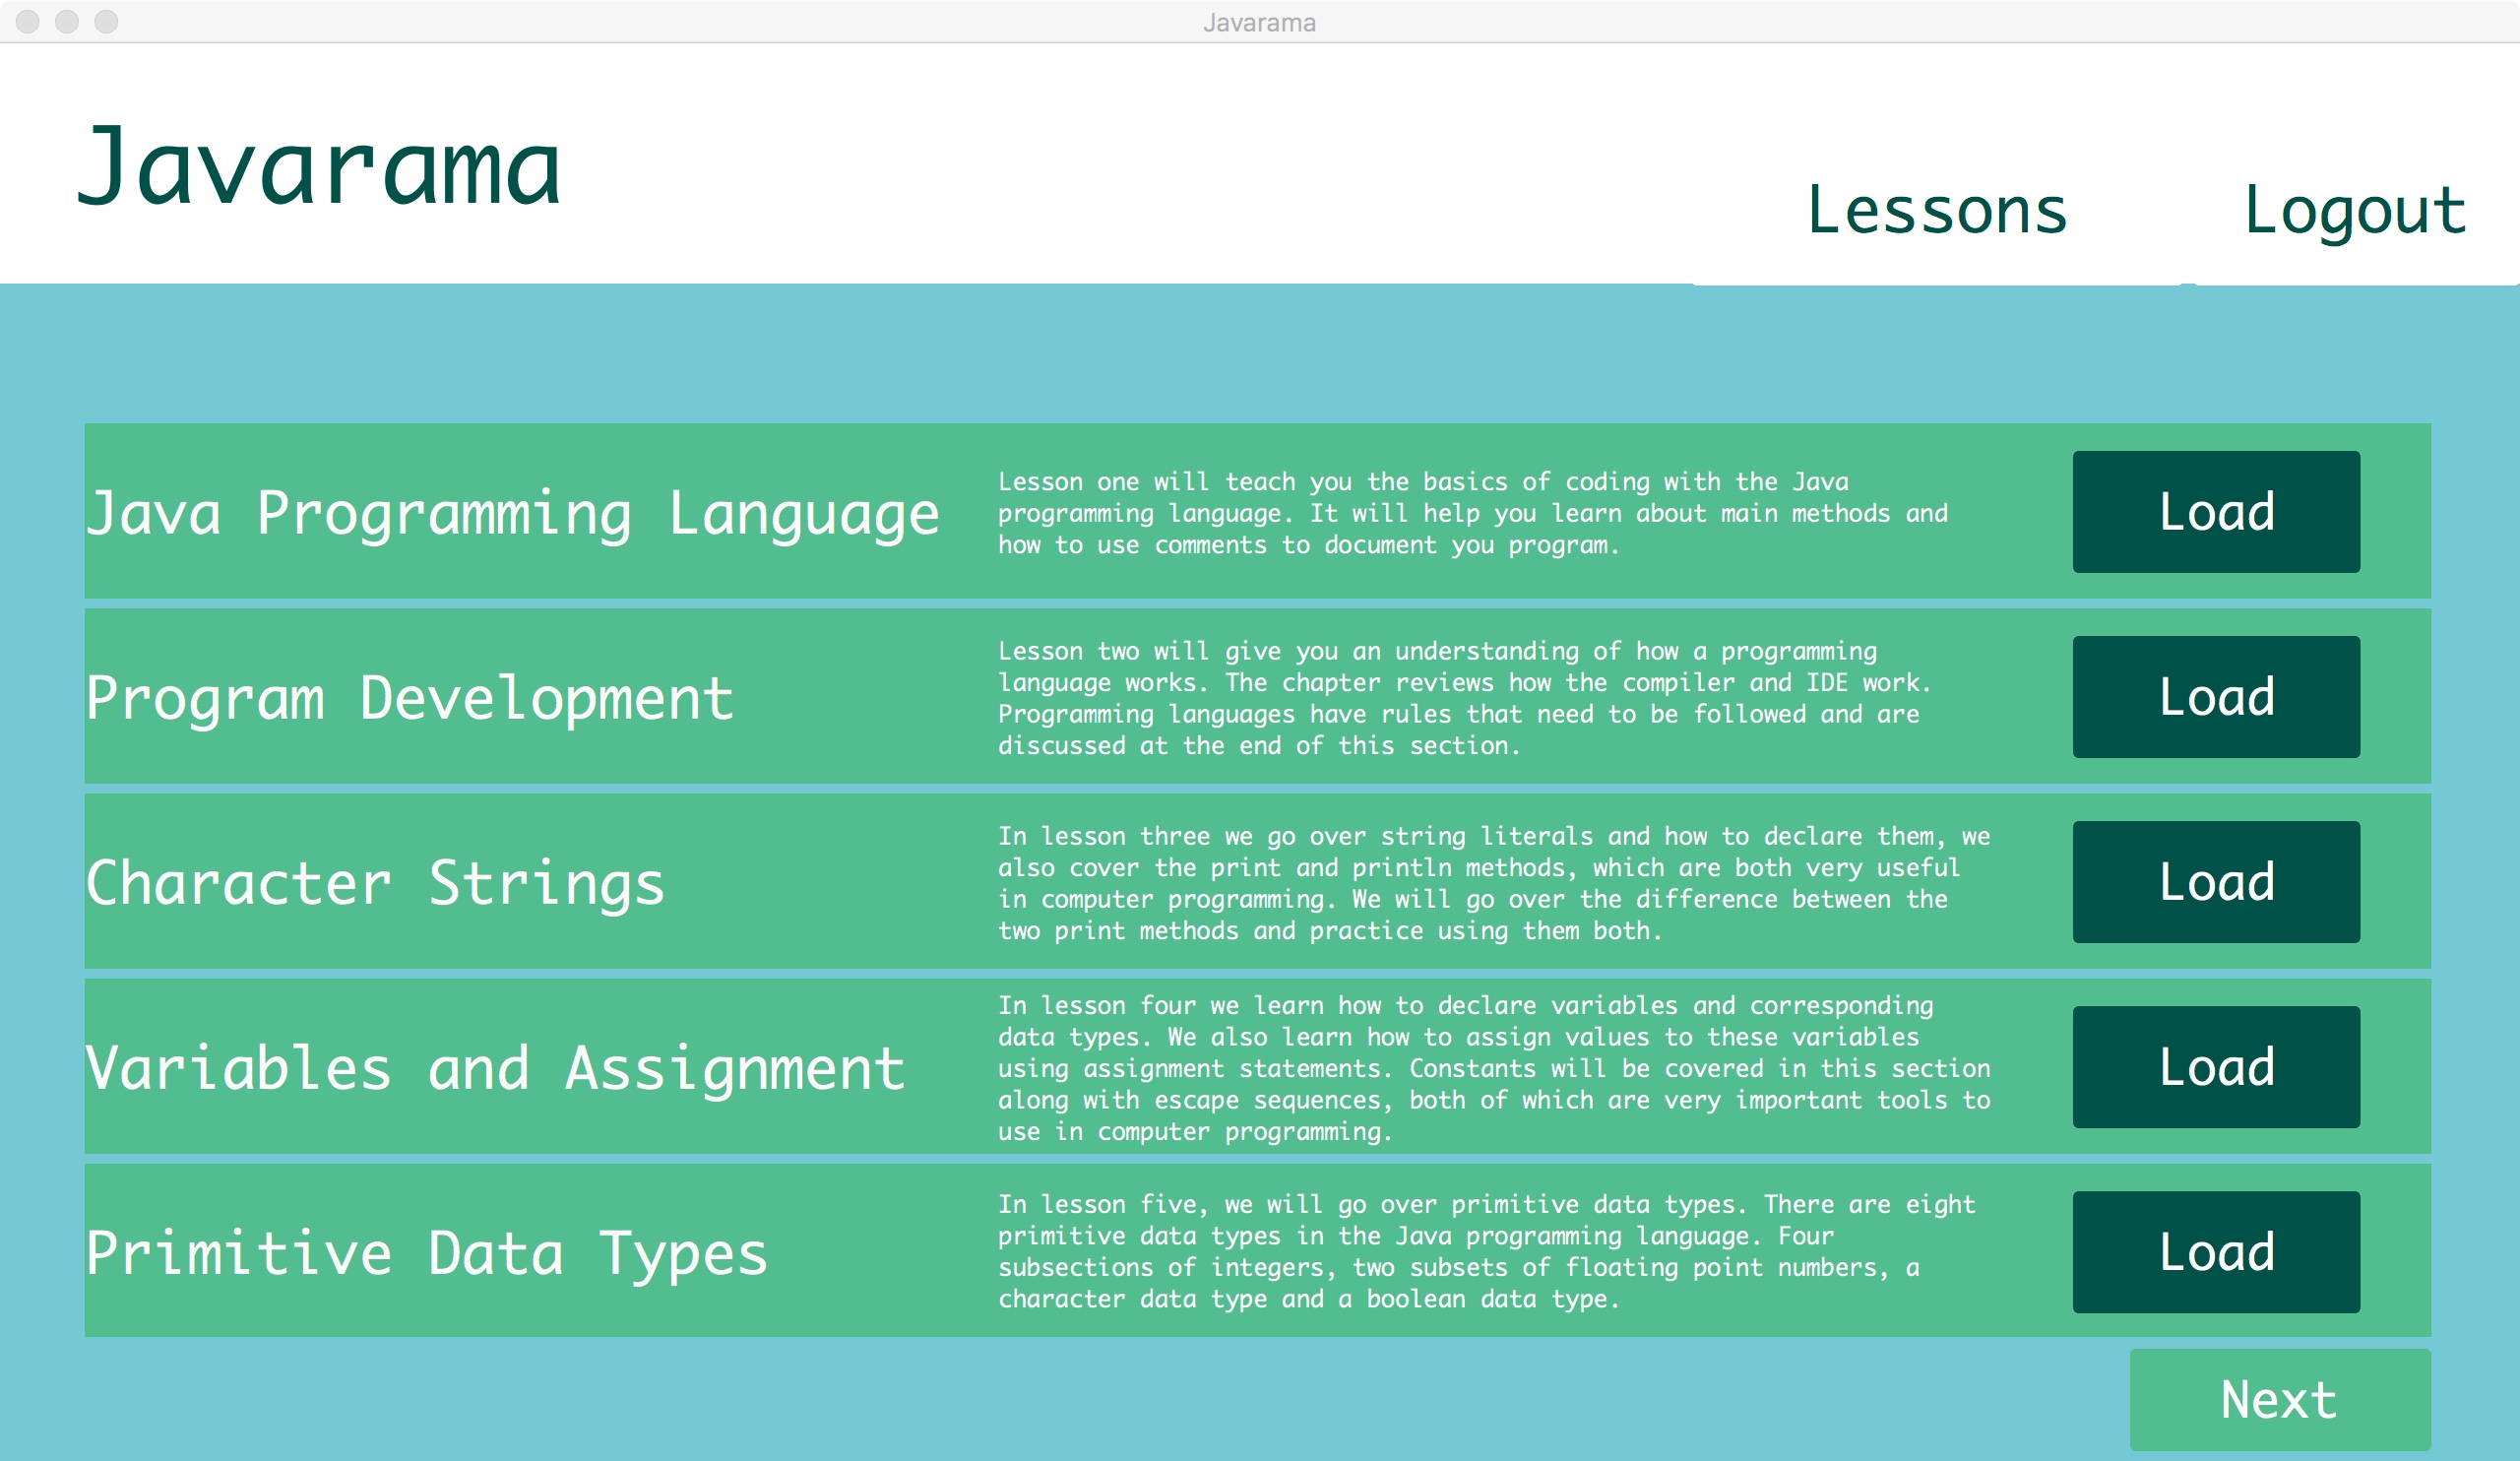 Javarama
Javarama
Lessons
Logout
Java Programming Language
Lesson one will teach you the basics of coding with the Java
programming language. It will help you learn about main methods and
how to use comments to document you program.
Load
Program Development
Lesson two will give you an understanding of how a programming
language works. The chapter reviews how the compiler and IDE work.
Programming languages have rules that need to be followed and are
discussed at the end of this section.
Load
Character Strings
In lesson three we go over string literals and how to declare them, we
also cover the print and println methods, which are both very useful
in computer programming. We will go over the difference between the
two print methods and practice using them both.
Load
Variables and Assignment
In lesson four we learn how to declare variables and corresponding
data types. We also learn how to assign values to these variables
using assignment statements. Constants will be covered in this section
along with escape sequences, both of which are very important tools to
use in computer programming.
Load
Primitive Data Types
In lesson five, we will go over primitive data types. There are eight
primitive data types in the Java programming language. Four
subsections of integers, two subsets of floating point numbers, a
character data type and a boolean data type.
Load
Next